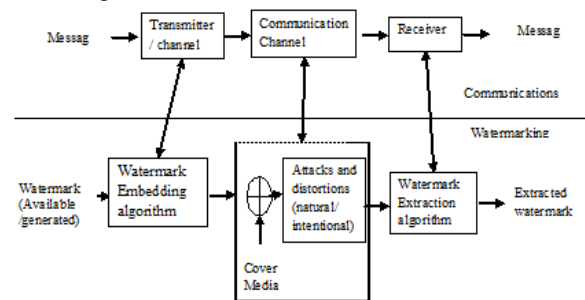 Messag
Transmitter
/ channel
Communication
Channel
Receiver
Messag
Communications
Watermarking
Watermark
(Available
/generated)
Watermark
Embedding
algorithm
Attacks and
distortions
(natural/
intentional)
Watermark
Extraction
algorithm
Extracted
watermark
Cover
Media